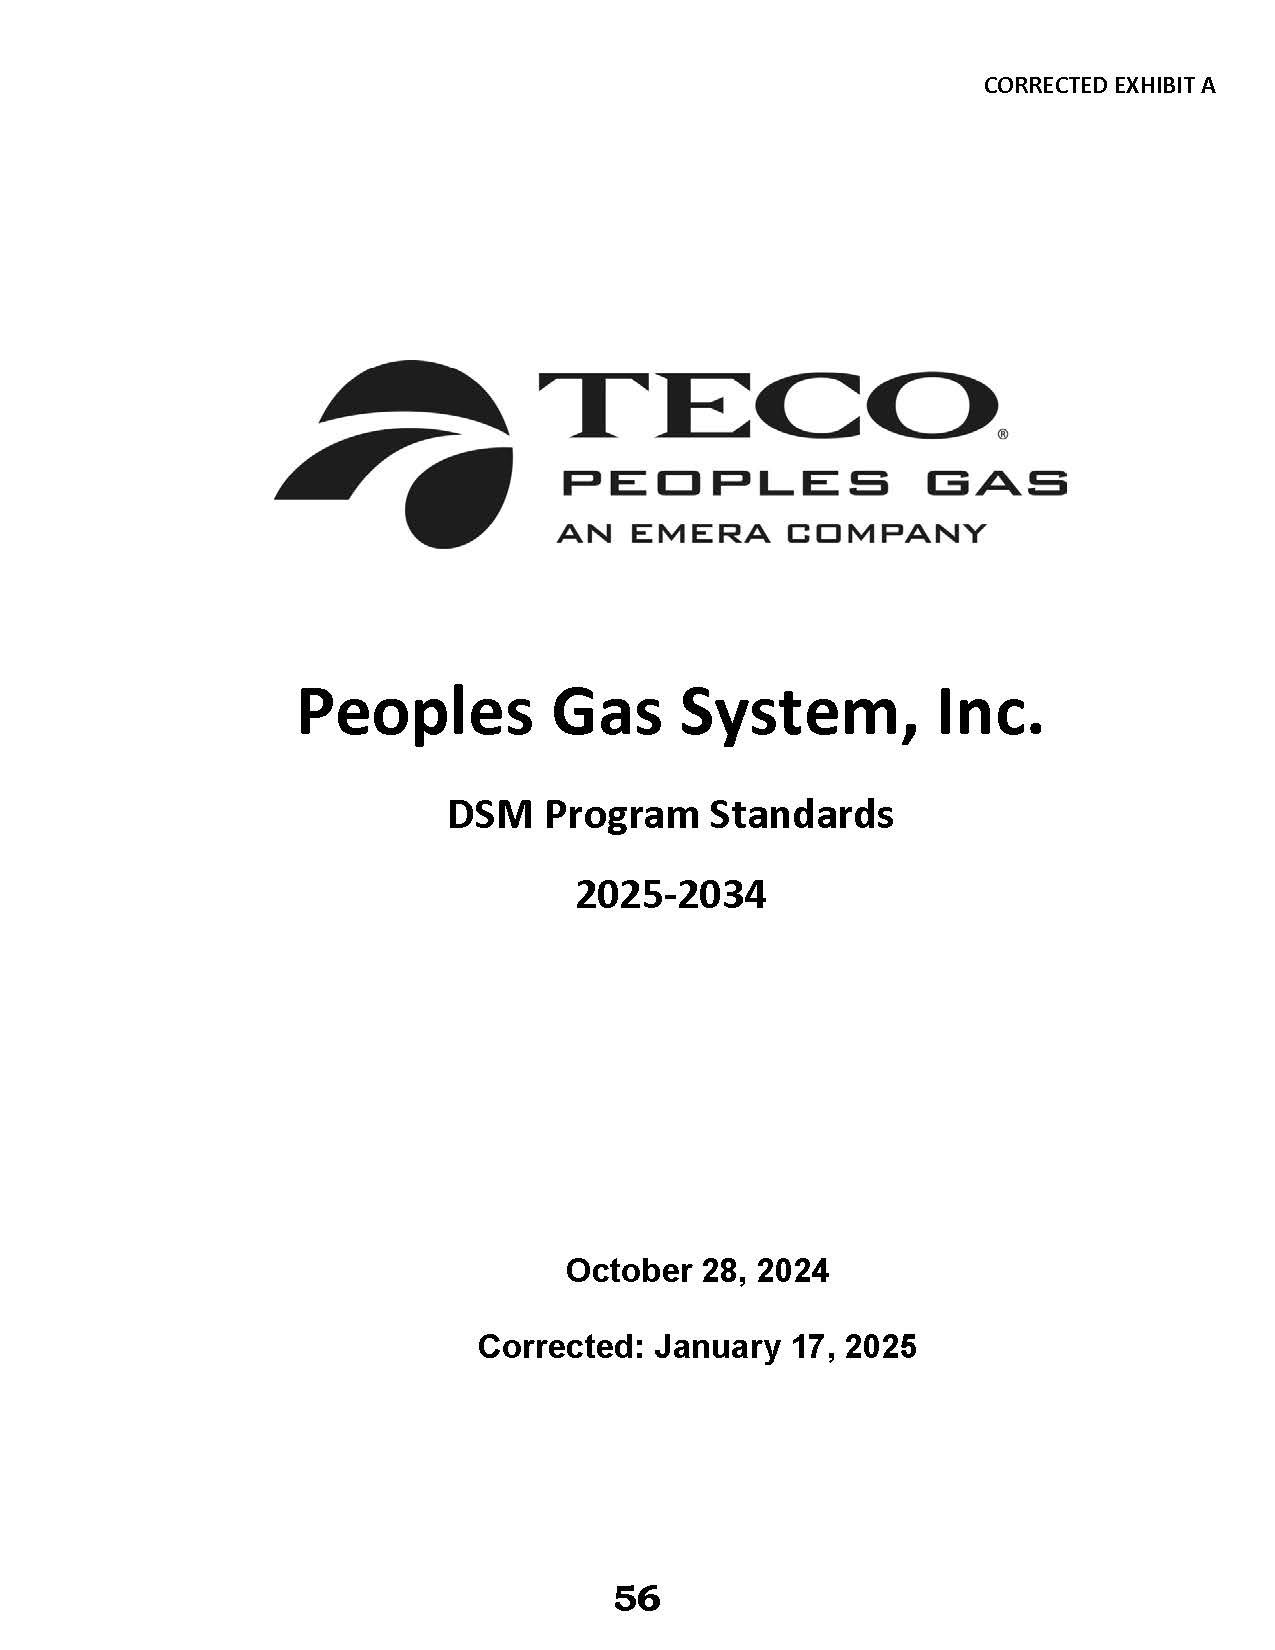 CORRECTED EXHIBIT A
TECO®
PEOPLES GAS
AN EMERA COMPANY
Peoples Gas System, Inc.
DSM Program Standards
2025-2034
October 28, 2024
Corrected: January 17, 2025
56